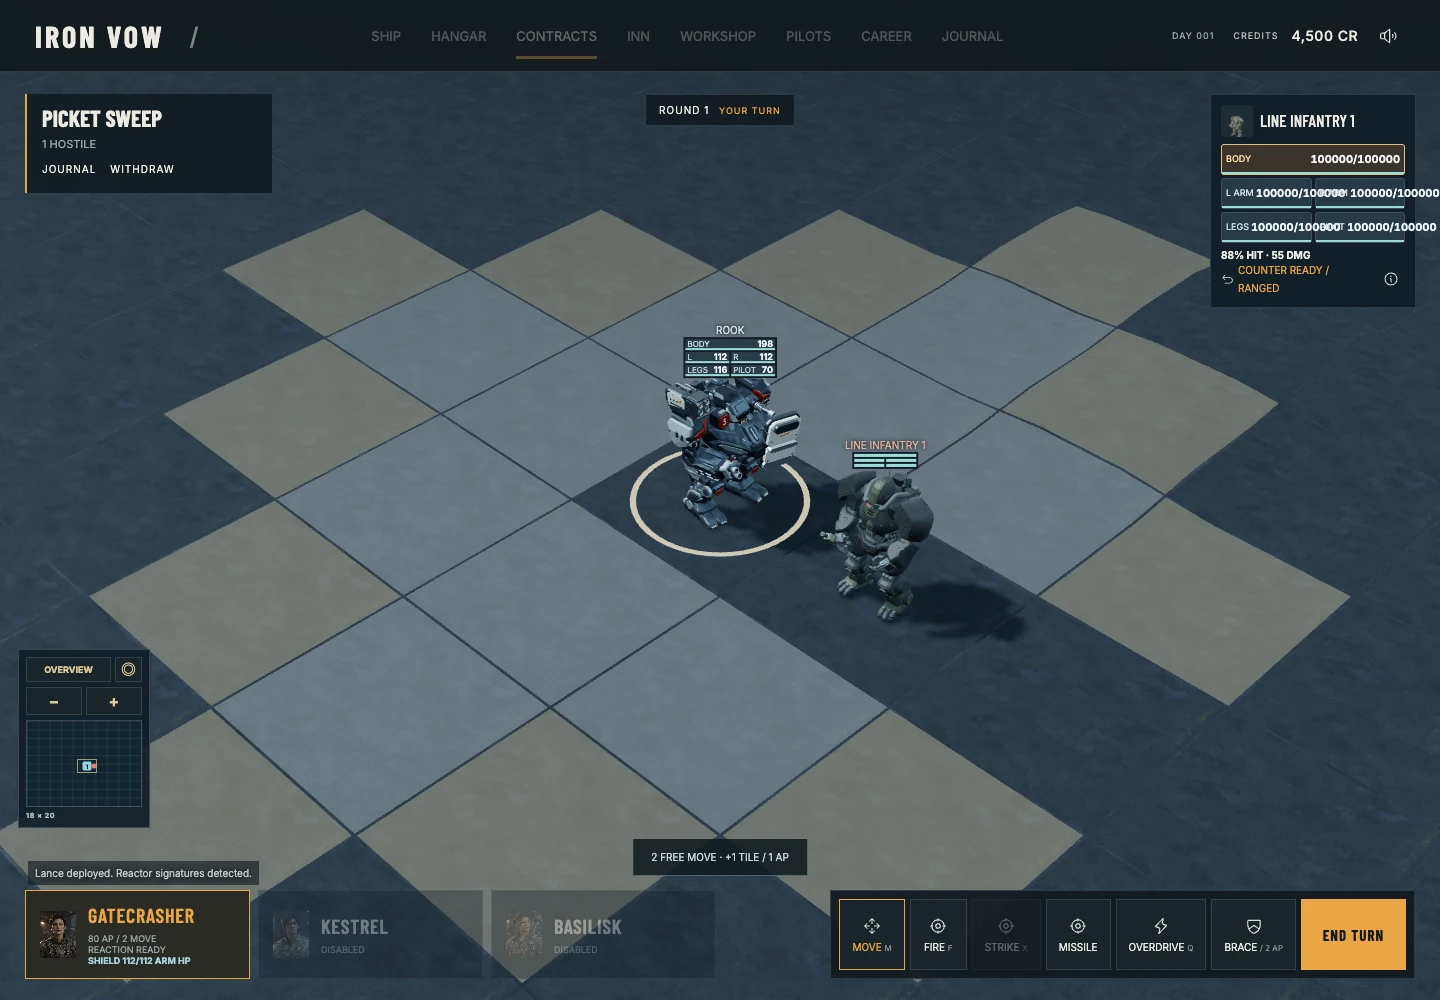 IRON VOW /
SHIP HANGAR CONTRACTS INN WORKSHOP PILOTS CAREER JOURNAL
DAY 001 CREDITS 4,500 CR
PICKET SWEEP
1 HOSTILE
JOURNAL WITHDRAW
ROUND 1 YOUR TURN
LINE INFANTRY 1
BODY 100000/100000
L ARM 100000/100000 100000/100000
LEGS 100000/100000 100000/100000
88% HIT · 55 DMG
COUNTER READY /
RANGED
ROOK
BODY 198
L 112 R 112
LEGS 116 PILOT 70
LINE INFANTRY 1
OVERVIEW
− +
1
18 × 20
2 FREE MOVE · +1 TILE / 1 AP
Lance deployed. Reactor signatures detected.
GATECRASHER
80 AP / 2 MOVE
REACTION READY
SHIELD 112/112 ARM HP
KESTREL
DISABLED
BASILISK
DISABLED
MOVE M
FIRE F
STRIKE X
MISSILE
OVERDRIVE Q
BRACE / 2 AP
END TURN